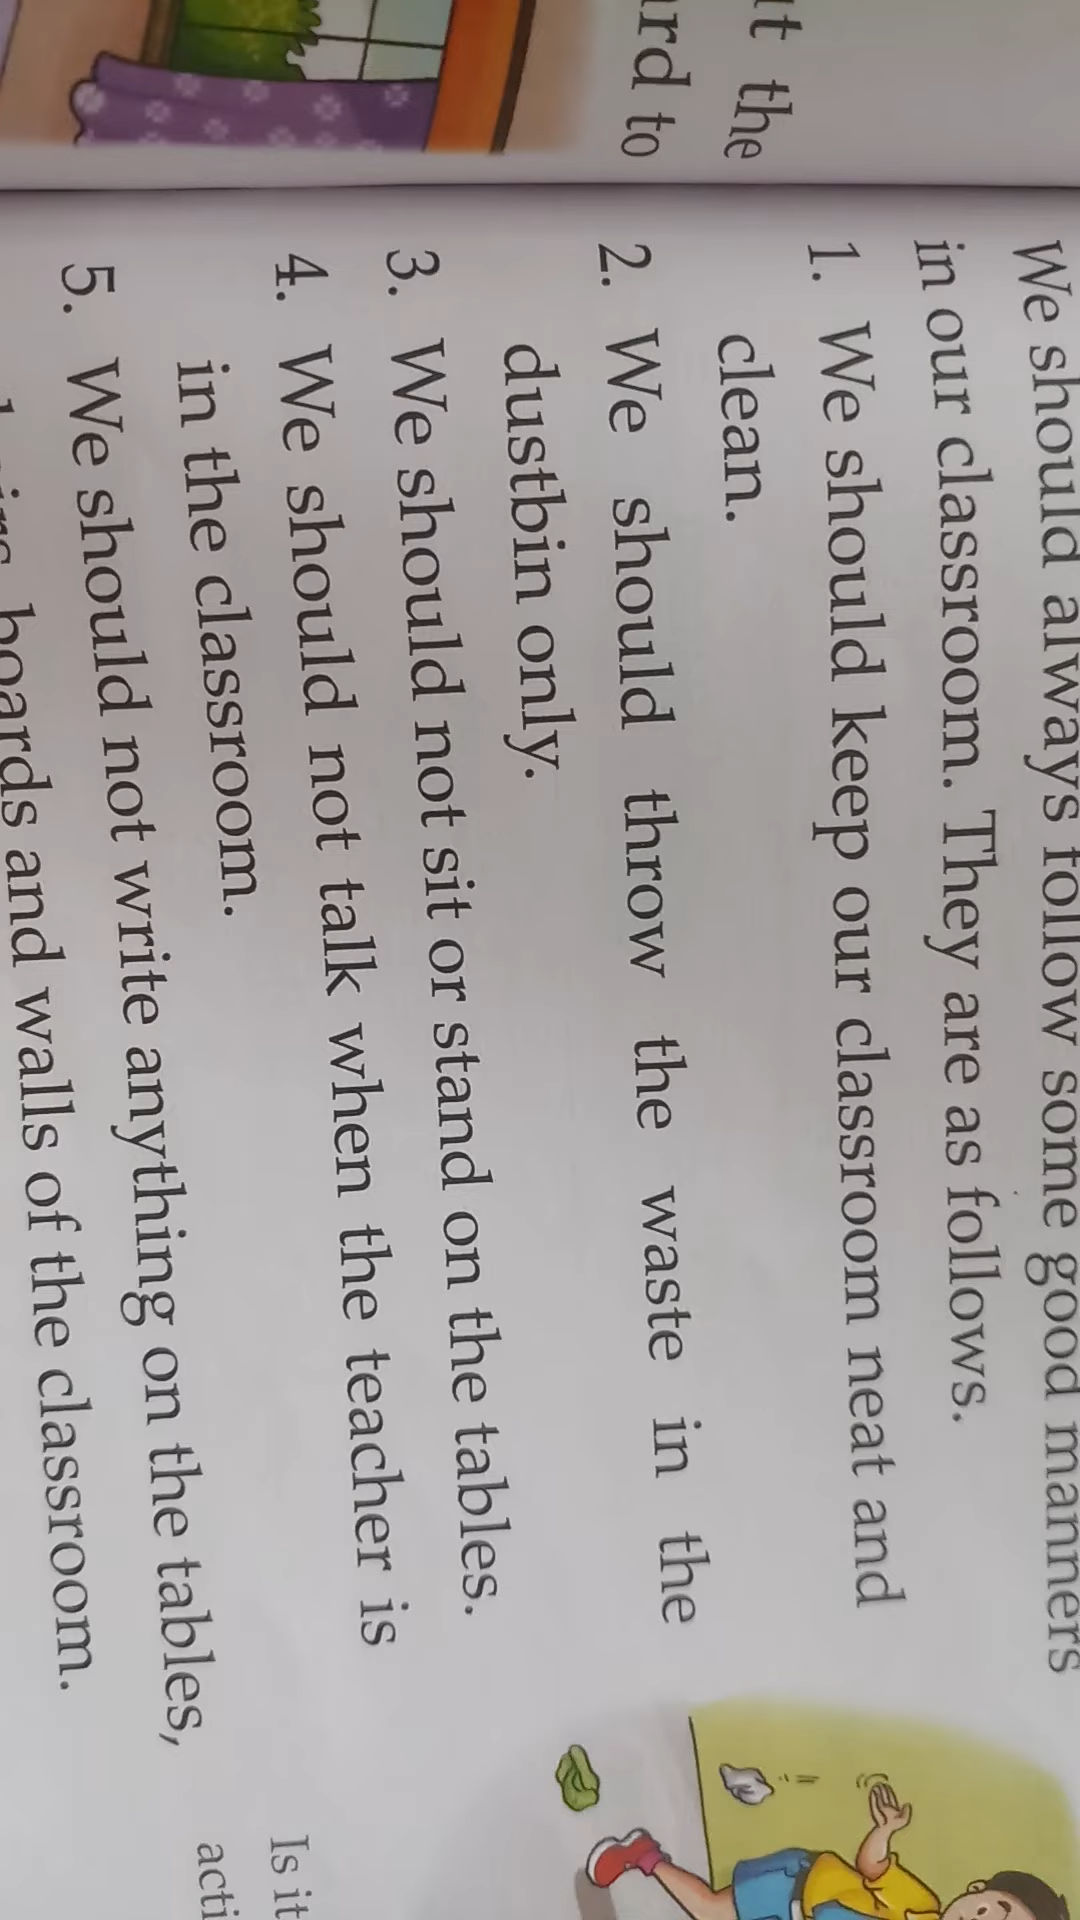 t the
ard to
We should always follow some good manners
in our classroom. They are as follows.
1. We should keep our classroom neat and
clean.
2. We should throw the waste in the
dustbin only.
3. We should not sit or stand on the tables.
4. We should not talk when the teacher is
in the classroom.
5. We should not write anything on the tables,
boards and walls of the classroom.
Is it
acti